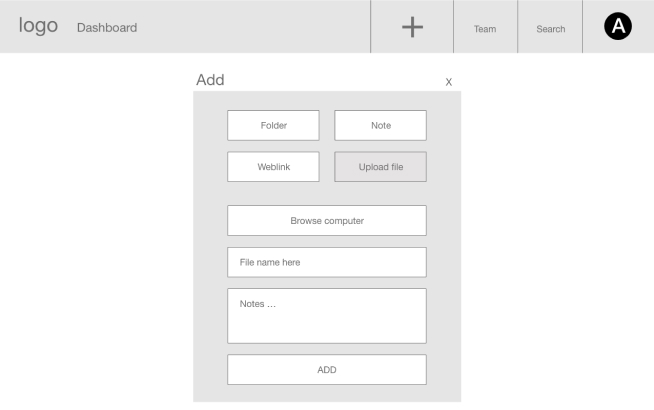 logo Dashboard + Team Search A
Add x
Folder Note
Weblink Upload file
Browse computer
File name here
Notes ...
ADD